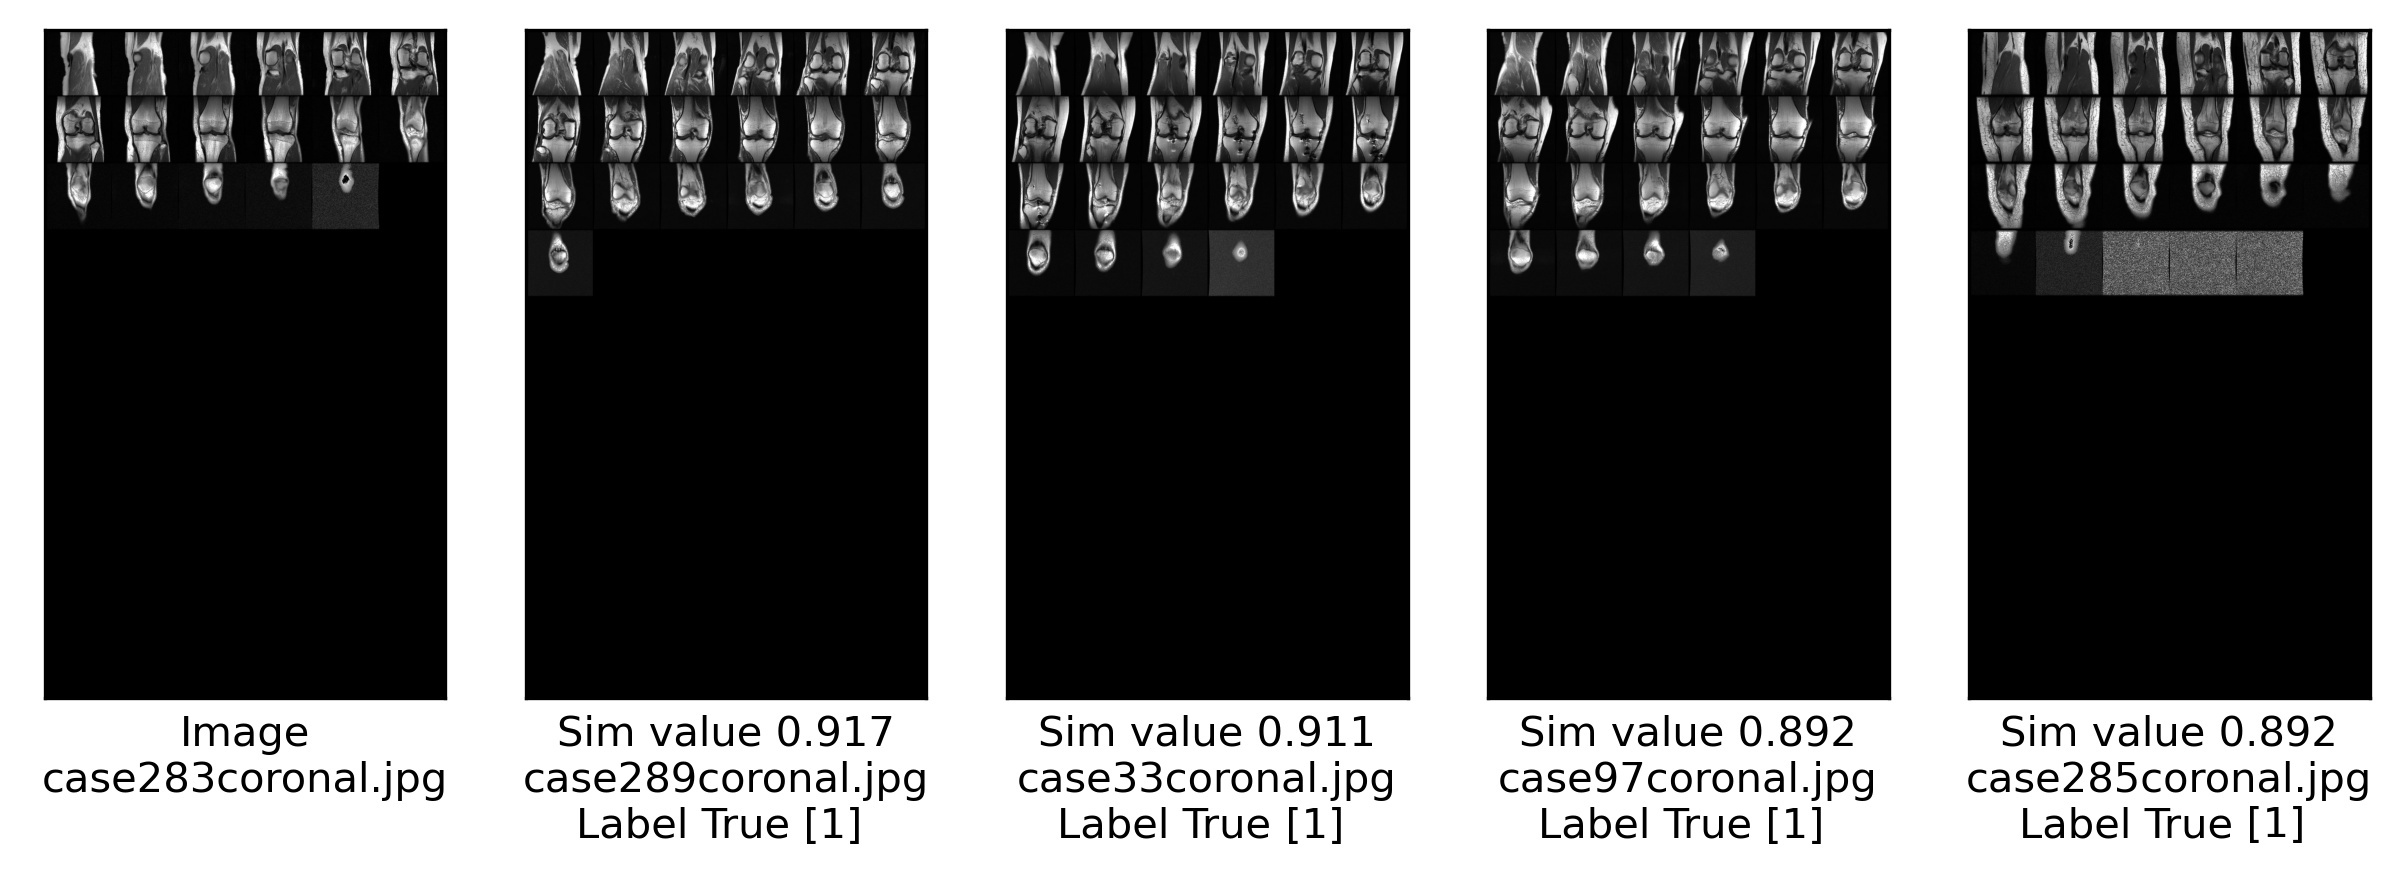 Image
case283coronal.jpg
Sim value 0.917
case289coronal.jpg
Label True [1]
Sim value 0.911
case33coronal.jpg
Label True [1]
Sim value 0.892
case97coronal.jpg
Label True [1]
Sim value 0.892
case285coronal.jpg
Label True [1]